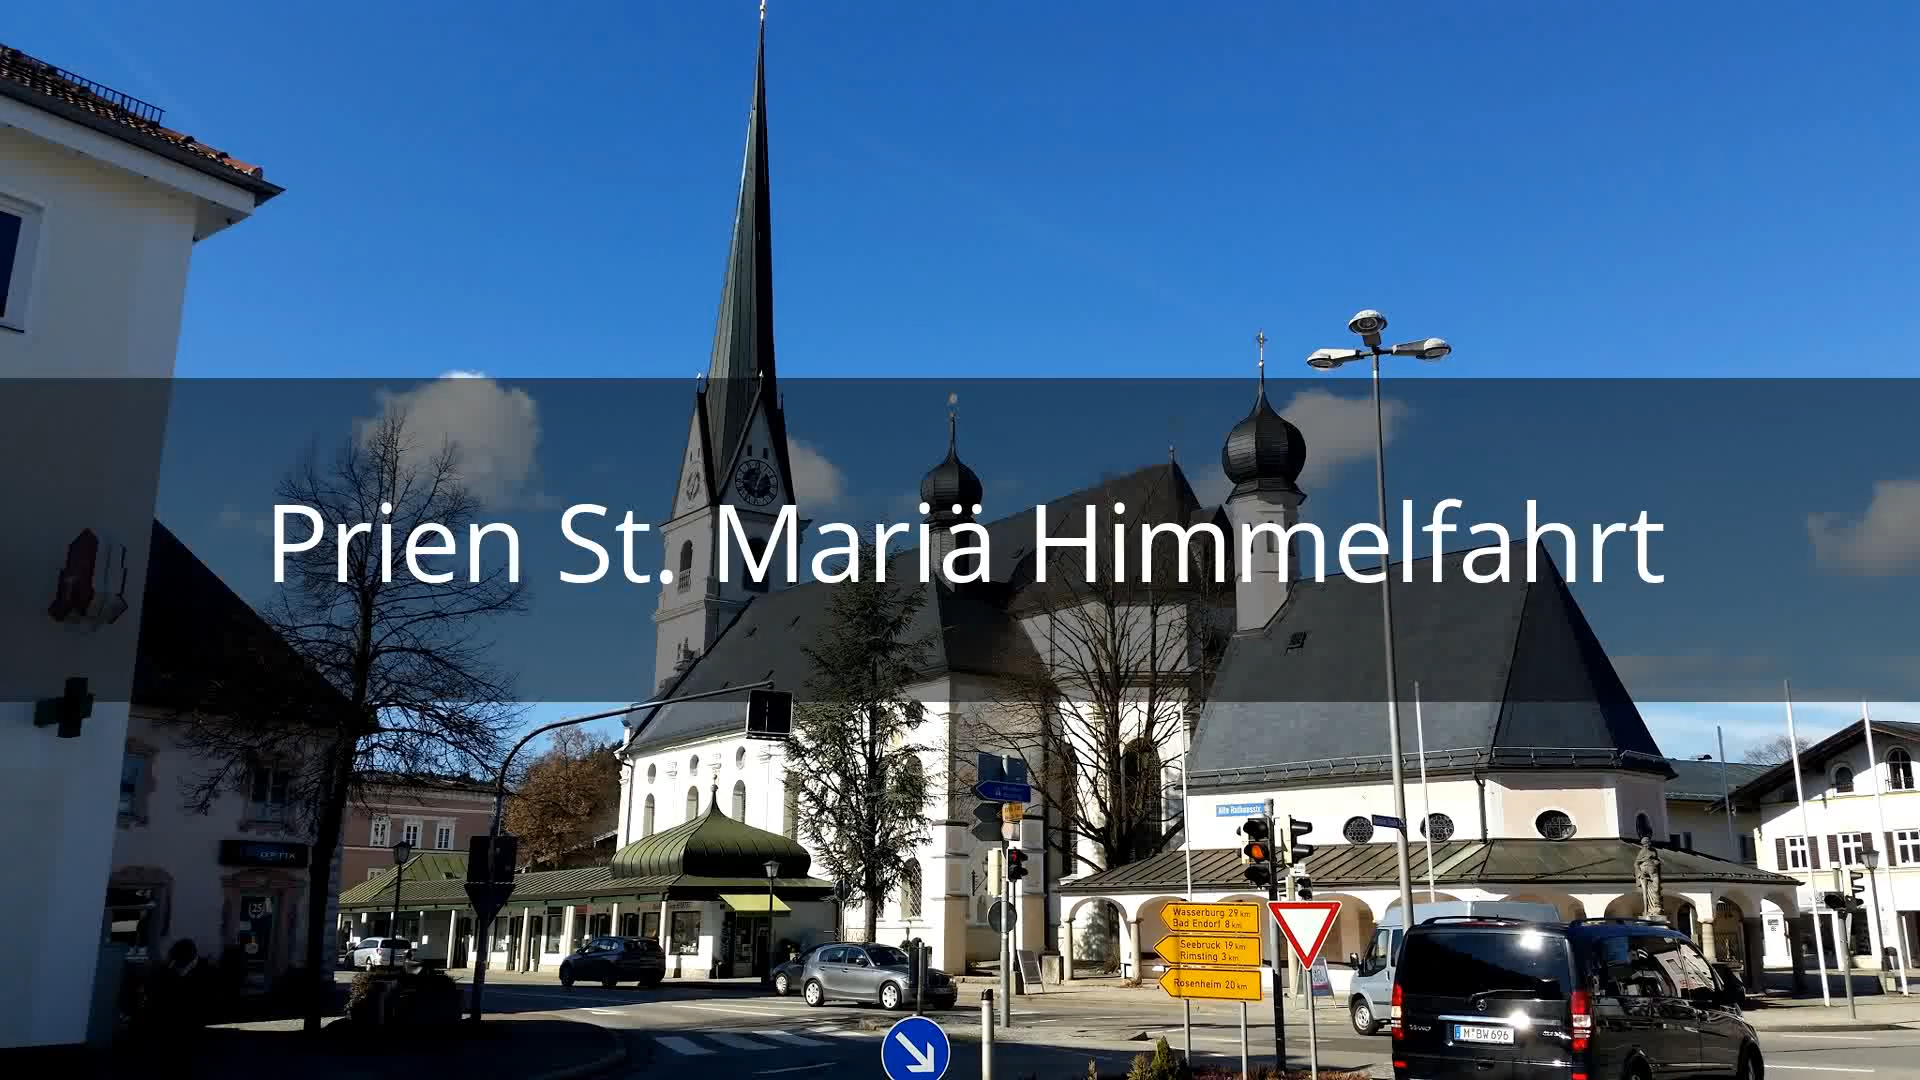 Prien St. Mariä Himmelfahrt
Alte Rathausstr.
OPTIK
Wasserburg 29 km
Bad Endorf 8 km
Seebruck 19 km
Rimsting 3 km
Rosenheim 20 km
M BW 696